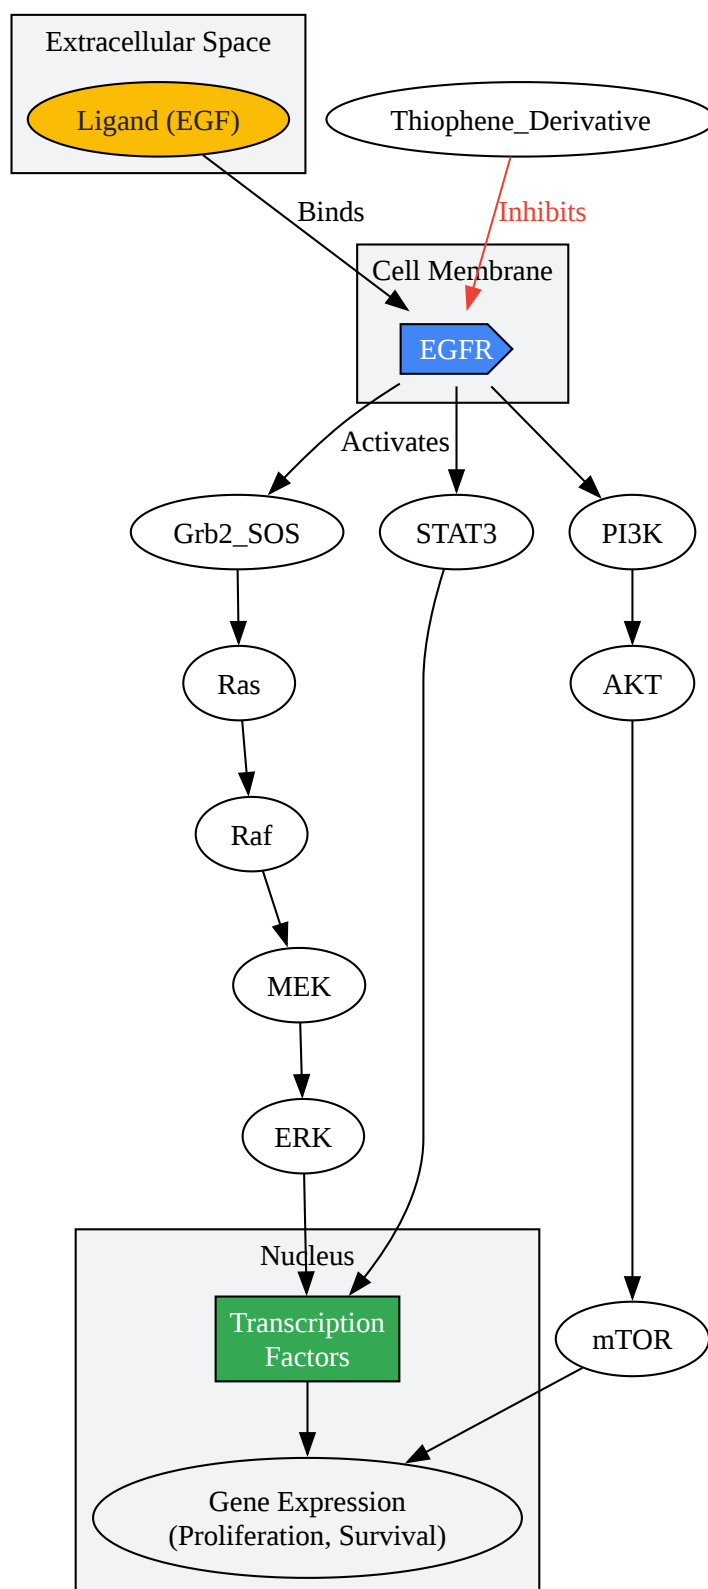 Extracellular Space
Ligand (EGF)
Thiophene_Derivative
Binds
Inhibits
Cell Membrane
EGFR
Activates
Grb2_SOS
STAT3
PI3K
Ras
AKT
Raf
MEK
ERK
Nucleus
Transcription
Factors
mTOR
Gene Expression
(Proliferation, Survival)